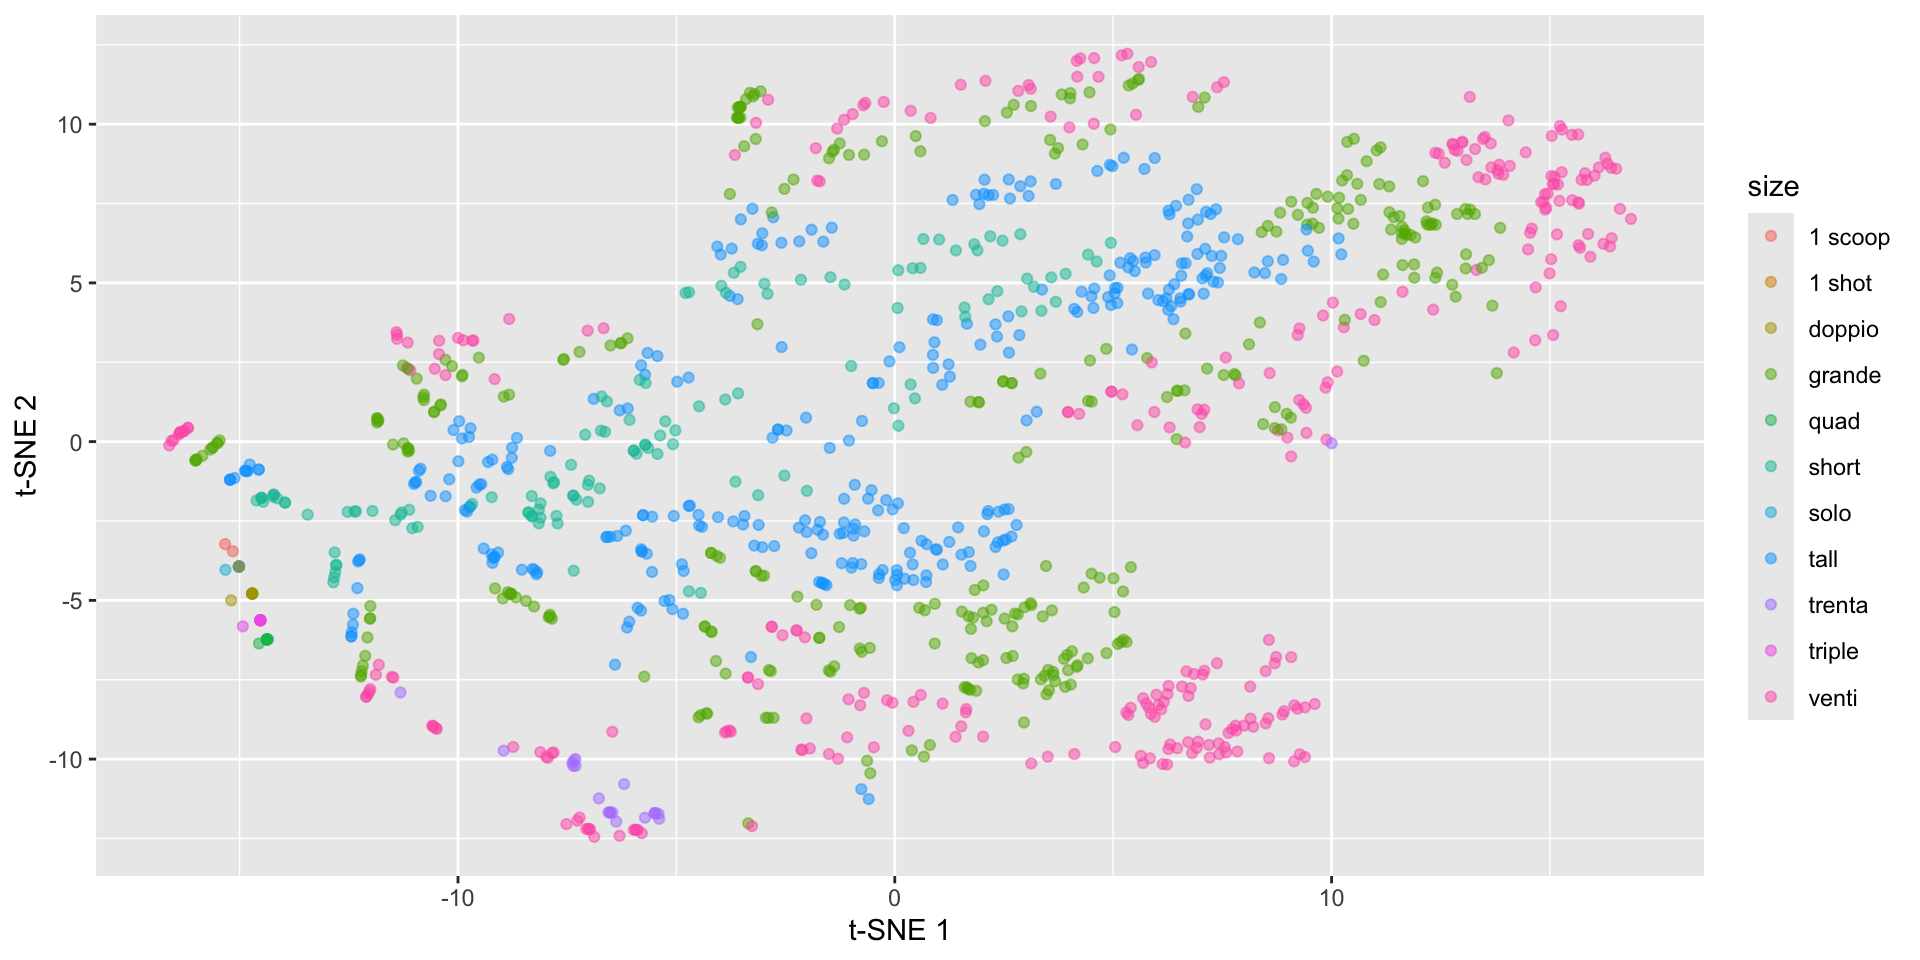 10
5
0
-5
-10
t-SNE 2
-10
0
10
t-SNE 1
size
1 scoop
1 shot
doppio
grande
quad
short
solo
tall
trenta
triple
venti